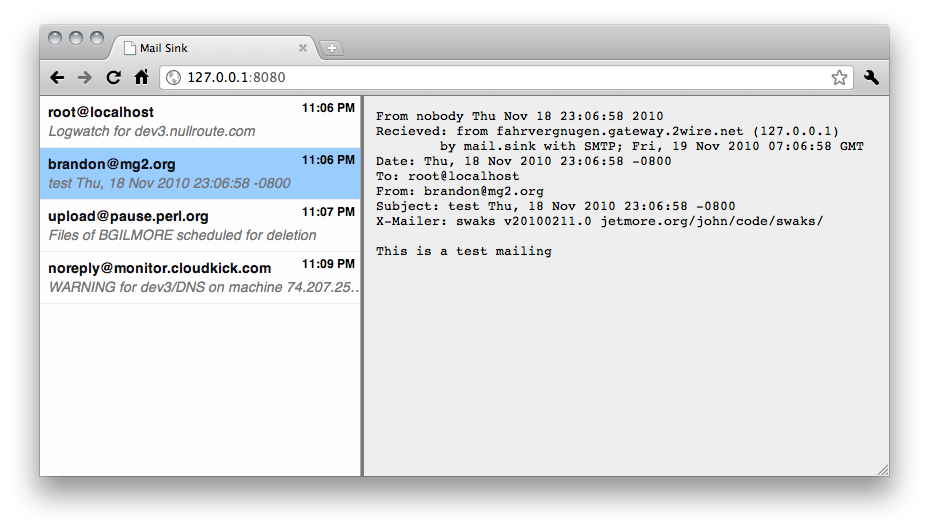 Mail Sink
127.0.0.1:8080
root@localhost 11:06 PM
Logwatch for dev3.nullroute.com
brandon@mg2.org 11:06 PM
test Thu, 18 Nov 2010 23:06:58 -0800
upload@pause.perl.org 11:07 PM
Files of BGILMORE scheduled for deletion
noreply@monitor.cloudkick.com 11:09 PM
WARNING for dev3/DNS on machine 74.207.25...
From nobody Thu Nov 18 23:06:58 2010
Recieved: from fahrvergnugen.gateway.2wire.net (127.0.0.1)
by mail.sink with SMTP; Fri, 19 Nov 2010 07:06:58 GMT
Date: Thu, 18 Nov 2010 23:06:58 -0800
To: root@localhost
From: brandon@mg2.org
Subject: test Thu, 18 Nov 2010 23:06:58 -0800
X-Mailer: swaks v20100211.0 jetmore.org/john/code/swaks/
This is a test mailing